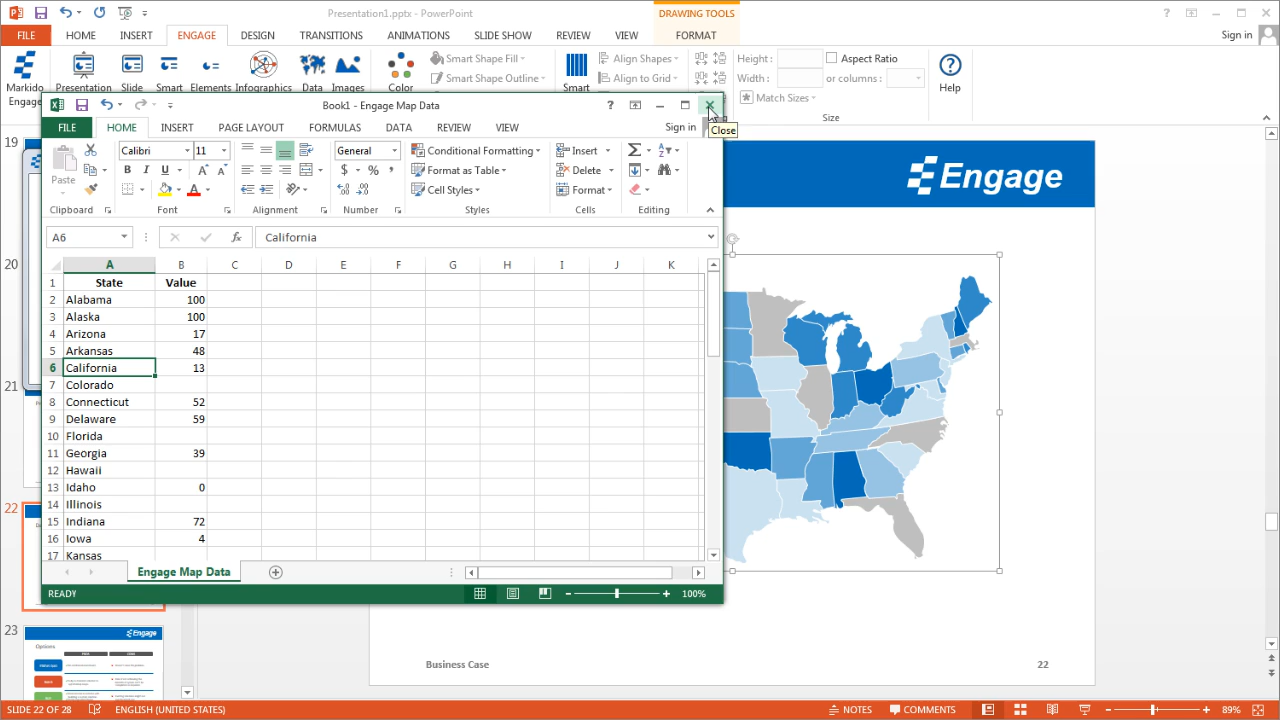 Presentation1.pptx - PowerPoint
DRAWING TOOLS
FILE HOME INSERT ENGAGE DESIGN TRANSITIONS ANIMATIONS SLIDE SHOW REVIEW VIEW FORMAT
Sign in
Markido Engage
Presentation Slide Smart Elements Infographics Data Images Color
Smart Shape Fill
Smart Shape Outline
Smart
Align Shapes
Align to Grid
Height:
Width:
Aspect Ratio
or columns:
Match Sizes
Size
Help
Book1 - Engage Map Data
Close
FILE HOME INSERT PAGE LAYOUT FORMULAS DATA REVIEW VIEW
Sign in
Paste
Clipboard
Calibri 11
B I U
Font
Alignment
General
$ % ,
Number
Conditional Formatting
Format as Table
Cell Styles
Styles
Insert
Delete
Format
Cells
Editing
A6 fx California
A B C D E F G H I J K
1 State Value
2 Alabama 100
3 Alaska 100
4 Arizona 17
5 Arkansas 48
6 California 13
7 Colorado
8 Connecticut 52
9 Delaware 59
10 Florida
11 Georgia 39
12 Hawaii
13 Idaho 0
14 Illinois
15 Indiana 72
16 Iowa 4
17 Kansas
Engage Map Data
READY
100%
19
20
21
22
23
Engage
Options
Engage
Business Case
22
SLIDE 22 OF 28
ENGLISH (UNITED STATES)
NOTES
COMMENTS
89%